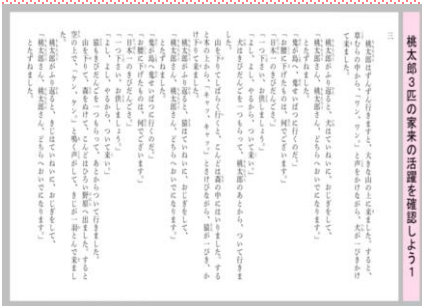 桃太郎3匹の家来の活躍を確認しよう1
三
桃太郎はずんずん行きますと、大きな山の上に来ました。すると、
草むらの中から、「ワン、ワン。」と声をかけながら、犬が一ぴきかけ
て来ました。
桃太郎がふり返ると、犬はていねいに、おじぎをして、
「桃太郎さん、桃太郎さん、どちらへおいでになります。」
とたずねました。
「鬼が島へ、鬼せいばつに行くのだ。」
「お腰に下げたものは、何でございます。」
「日本一のきびだんごさ。」
「一つ下さい、お供しましょう。」
「よし、よし、やるから、ついて来い。」
犬はきびだんごを一つもらって、桃太郎のあとから、ついて行きま
した。
山を下りてしばらく行くと、こんどは森の中にはいりました。する
と木の上から、「キャッ、キャッ。」とさけびながら、猿が一ぴき、か
け下りて来ました。
桃太郎がふり返ると、猿はていねいに、おじぎをして、
「桃太郎さん、桃太郎さん、どちらへおいでになります。」
とたずねました。
「鬼が島へ鬼せいばつに行くのだ。」
「お腰に下げたものは、何でございます。」
「日本一のきびだんごさ。」
「一つ下さい、お供しましょう。」
「よし、よし、やるから、ついて来い。」
猿もきびだんごを一つもらって、あとからついて行きました。
山を下りて、森をぬけて、こんどはひろい野原へ出ました。すると
空の上で、「ケン、ケン。」と鳴く声がして、きじが一羽とんで来まし
た。
桃太郎がふり返ると、きじはていねいに、おじぎをして、
「桃太郎さん、桃太郎さん、どちらへおいでになります。」
とたずねました。